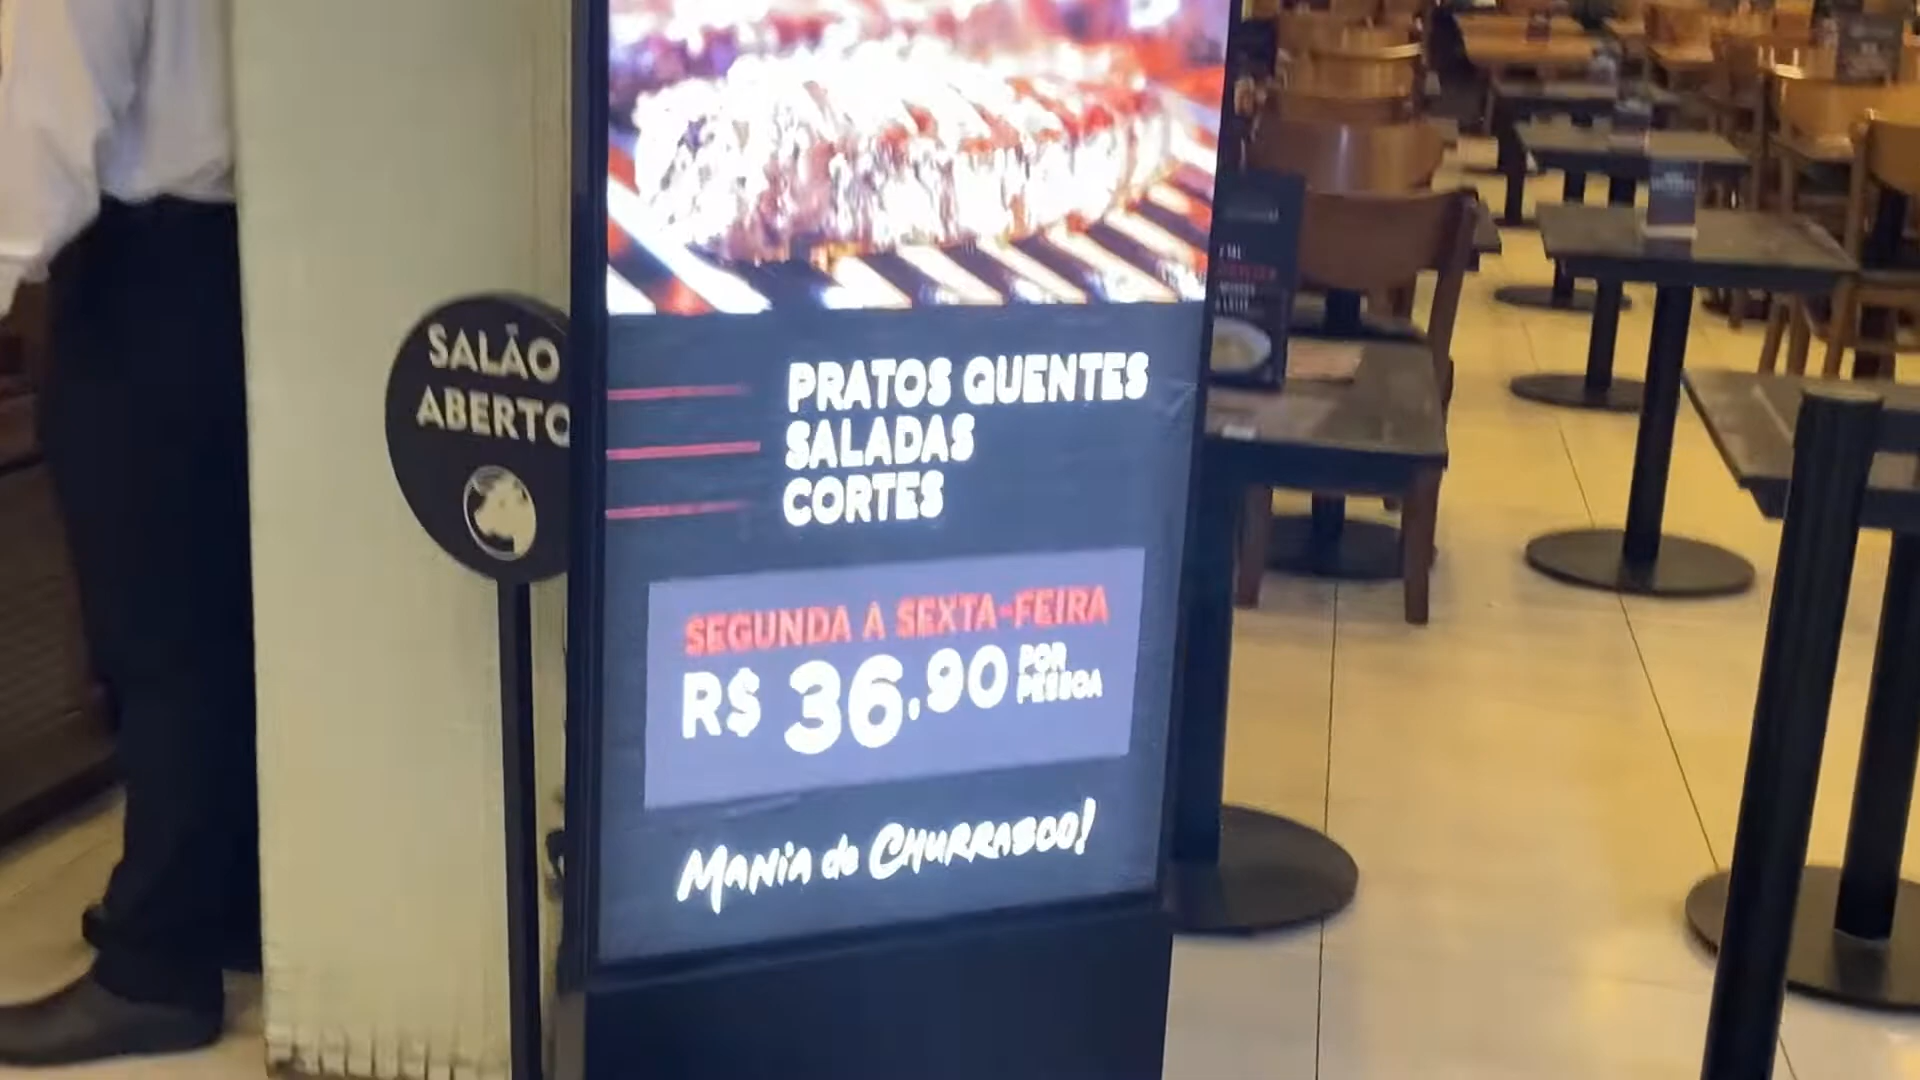 SALÃO
ABERTO
PRATOS QUENTES
SALADAS
CORTES
SEGUNDA A SEXTA-FEIRA
R$ 36.90 POR
PESSOA
MANIA de CHURRASCO!